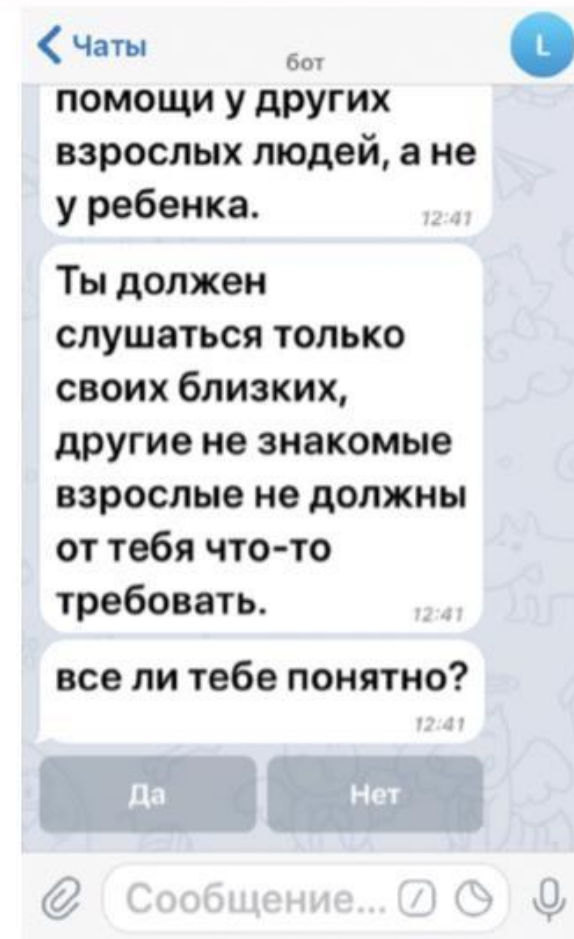 Чаты
бот
L
помощи у других
взрослых людей, а не
у ребенка.
12:41
Ты должен
слушаться только
своих близких,
другие не знакомые
взрослые не должны
от тебя что-то
требовать.
12:41
все ли тебе понятно?
12:41
Да Нет
Сообщение...